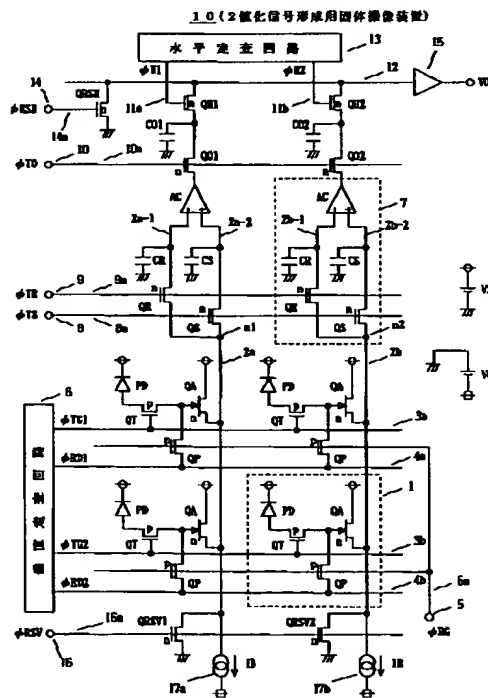 10 (2値化信号形成用固体撮像装置)
水平走査回路
13
15
φH1
φH2
12
VO
14
QRSH
11a
QH1
11b
QH2
φRSH
14a
CO1
CO2
φTO
10
10a
QO1
QO2
n
n
AC
AC
7
2a-1
2a-2
2b-1
2b-2
CR
CS
CR
CS
φTR
9
9a
n
QR
n
QR
φTS
8
8a
QS
n1
QS
n2
2a
2b
6
PD
QA
PD
QA
P
QT
n
P
QT
n
φTG1
3a
φRD1
P
QP
P
QP
4a
垂直走査回路
PD
QA
PD
QA
1
P
QT
n
P
QT
n
φTG2
3b
φRD2
P
QP
P
QP
4b
5a
5
φRG
φRSV
16
16a
QRSV1
QRSV2
n
n
17a
17b